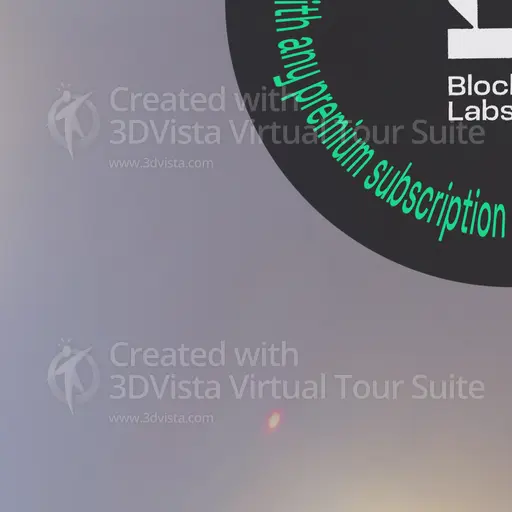 with any premium subscription
Block
Labs
Created with
3DVista Virtual Tour Suite
www.3dvista.com
Created with
3DVista Virtual Tour Suite
www.3dvista.com